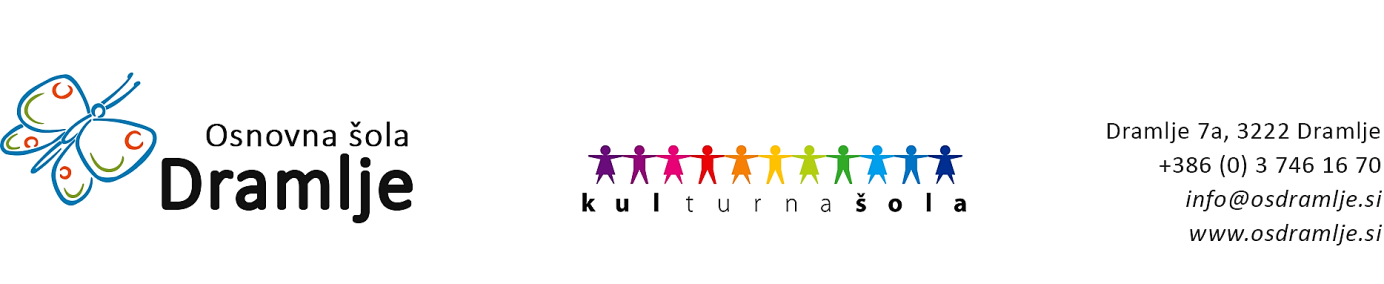 Osnovna šola
Dramlje
kulturnašola
Dramlje 7a, 3222 Dramlje
+386 (0) 3 746 16 70
info@osdramlje.si
www.osdramlje.si